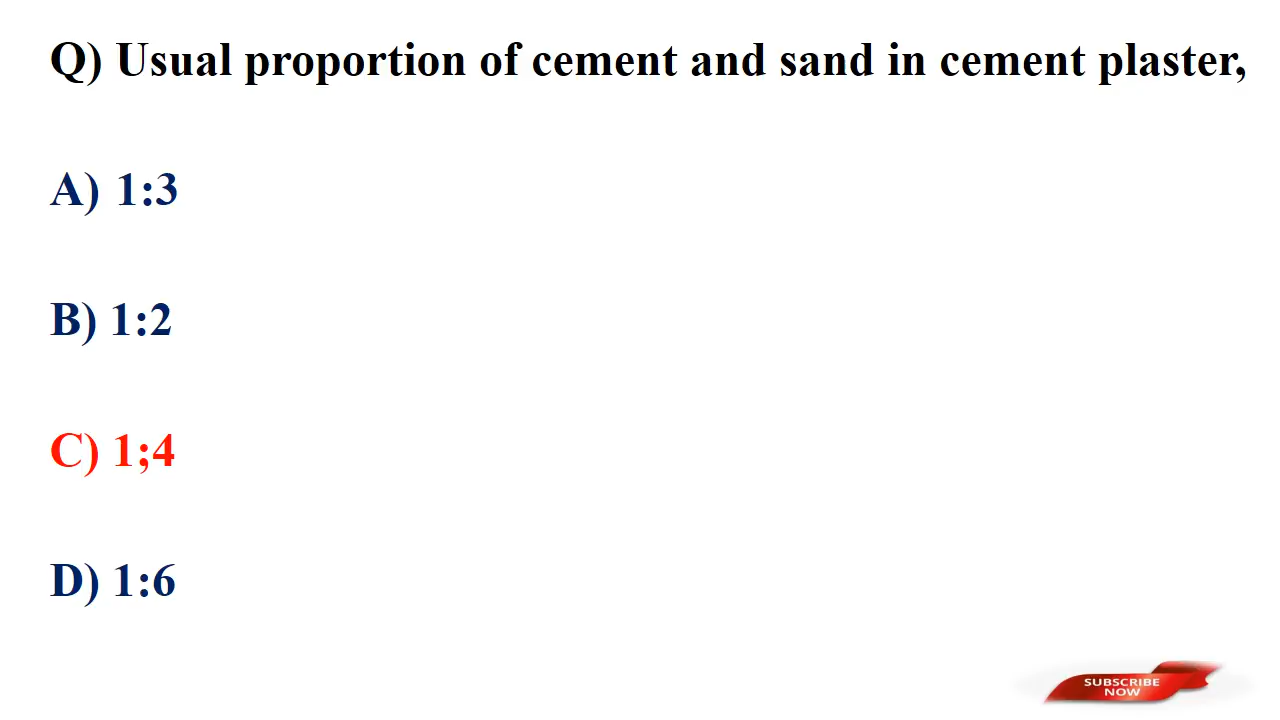 Q) Usual proportion of cement and sand in cement plaster,
A) 1:3
B) 1:2
C) 1;4
D) 1:6
SUBSCRIBE
NOW